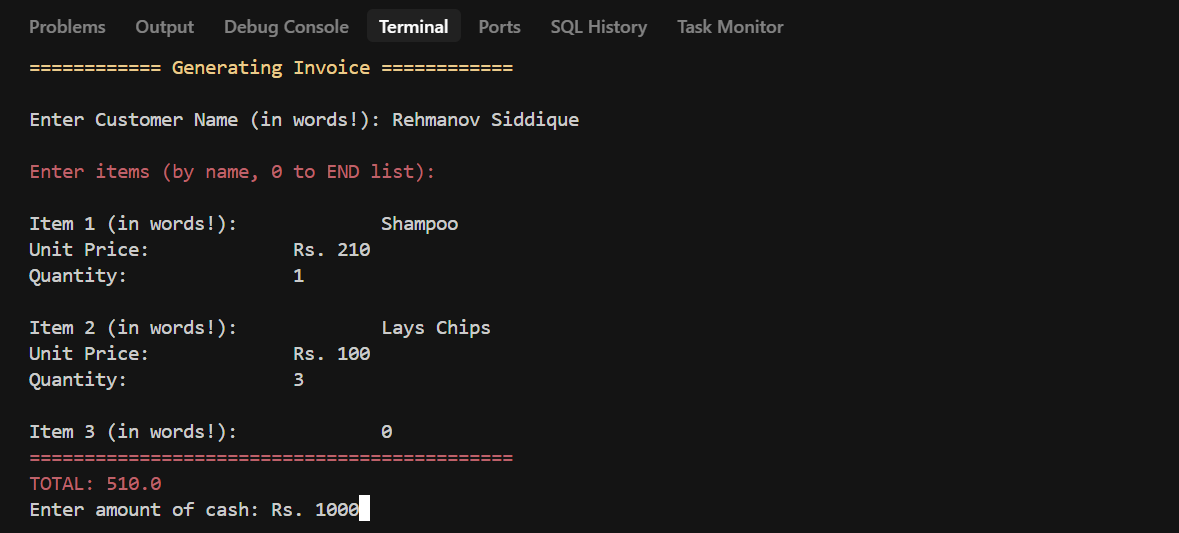 Problems Output Debug Console Terminal Ports SQL History Task Monitor
============ Generating Invoice ============
Enter Customer Name (in words!): Rehmanov Siddique
Enter items (by name, 0 to END list):
Item 1 (in words!): Shampoo
Unit Price: Rs. 210
Quantity: 1
Item 2 (in words!): Lays Chips
Unit Price: Rs. 100
Quantity: 3
Item 3 (in words!): 0
============================================
TOTAL: 510.0
Enter amount of cash: Rs. 1000